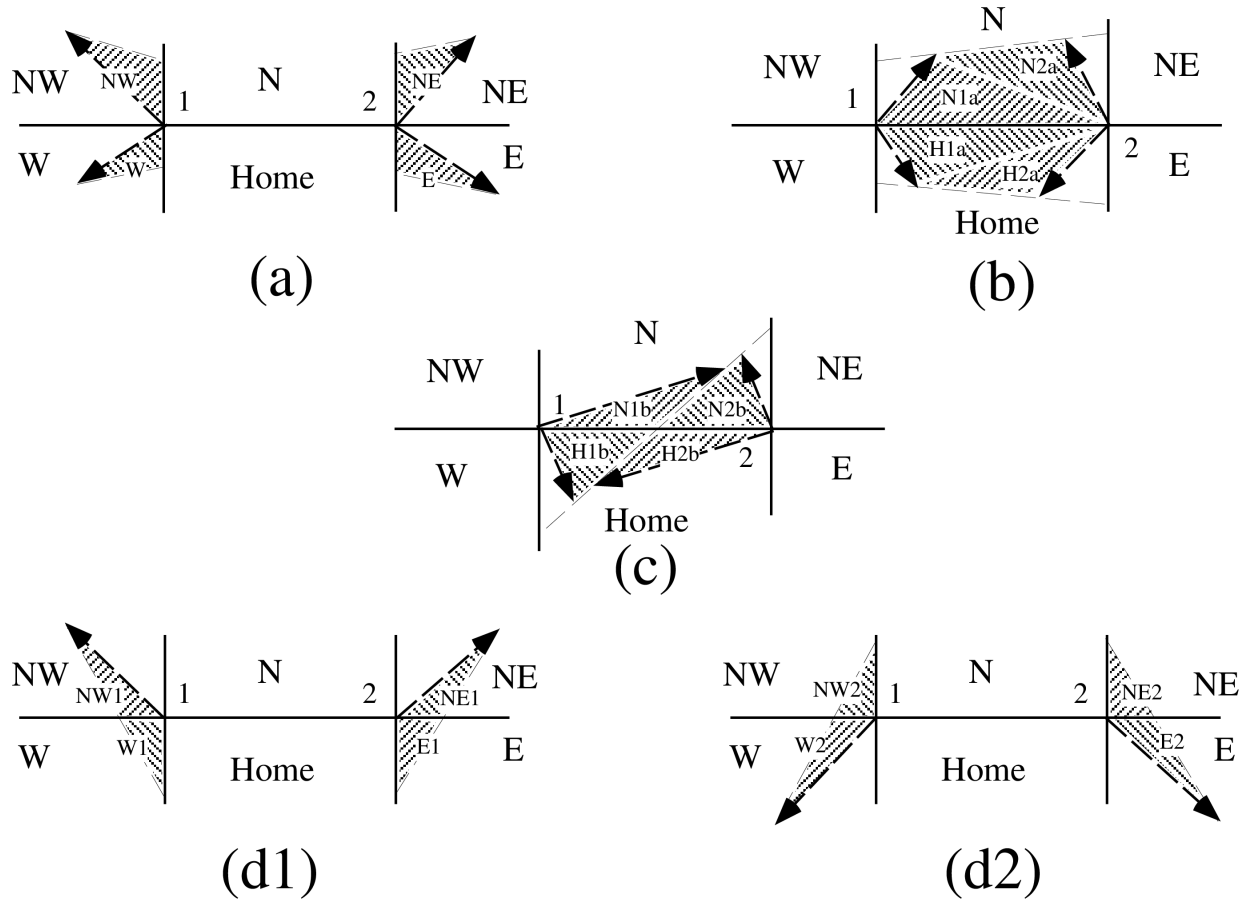 N
NW NE
NW N NE
N2a
N1a
1 2 1
W W E Home E W H1a 2 E
H2a
Home
(a) (b)
N
NW NE
1 N1b N2b
W H1b H2b 2 E
Home
(c)
NW N NE NW N NE
NW1 1 2 NE1 NW2 1 2 NE2
W W1 Home E1 E W W2 Home E2 E
(d1) (d2)